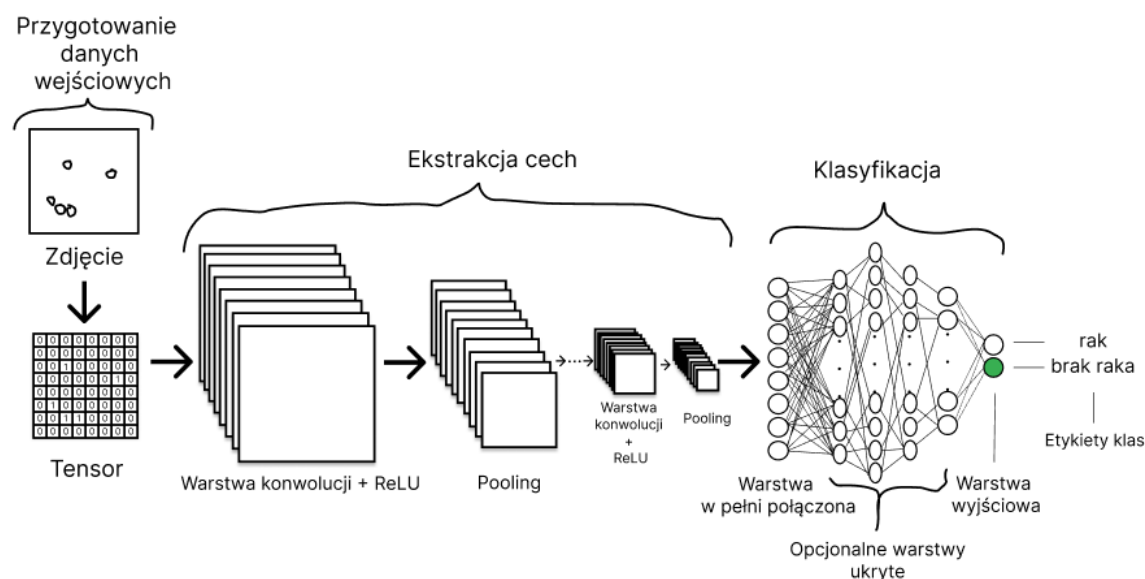 Przygotowanie
danych
wejściowych
Zdjęcie
Tensor
Ekstrakcja cech
Warstwa konwolucji + ReLU
Pooling
Warstwa
konwolucji
+
ReLU
Pooling
Klasyfikacja
rak
brak raka
Etykiety klas
Warstwa
w pełni połączona
Warstwa
wyjściowa
Opcjonalne warstwy
ukryte